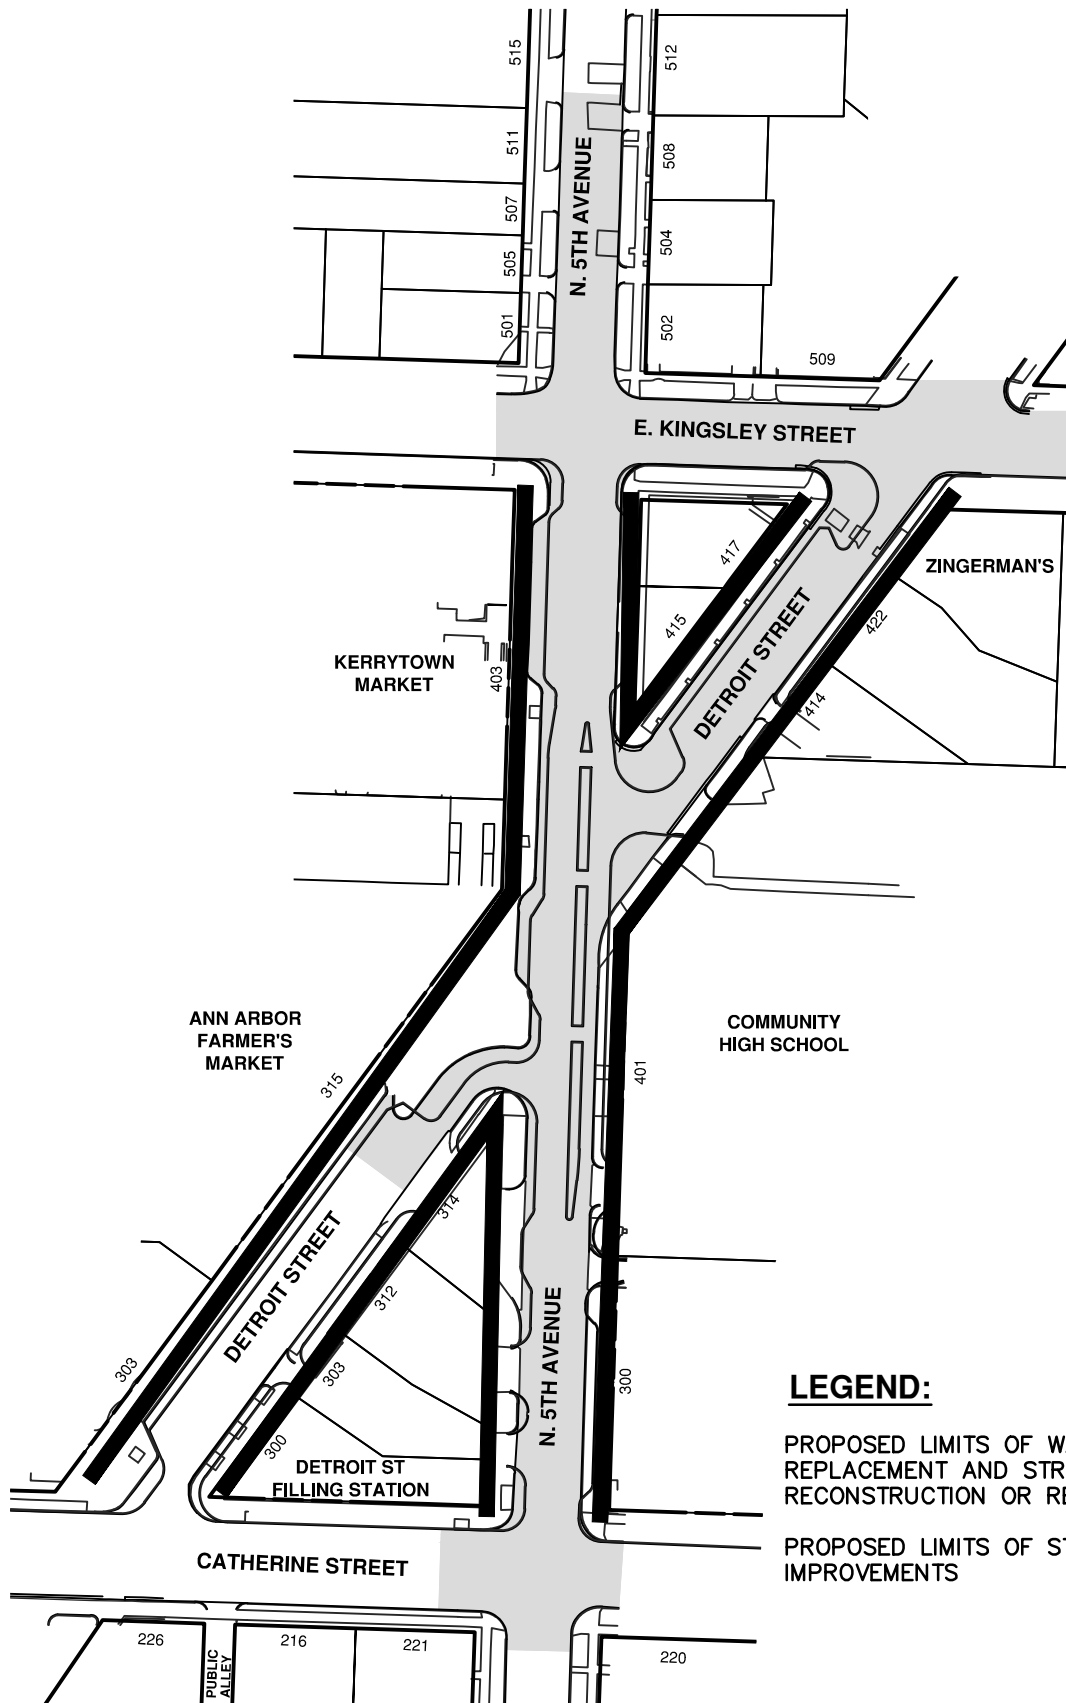 515
512
511
N. 5TH AVENUE
508
507
504
505
501
502
509
E. KINGSLEY STREET
417
ZINGERMAN'S
415
422
DETROIT STREET
KERRYTOWN
MARKET
403
414
ANN ARBOR
FARMER'S
MARKET
COMMUNITY
HIGH SCHOOL
315
401
314
DETROIT STREET
312
303
303
N. 5TH AVENUE
300
300
DETROIT ST
FILLING STATION
LEGEND:
PROPOSED LIMITS OF
REPLACEMENT AND
RECONSTRUCTION OR
PROPOSED LIMITS OF
IMPROVEMENTS
CATHERINE STREET
226
PUBLIC
ALLEY
216
221
220